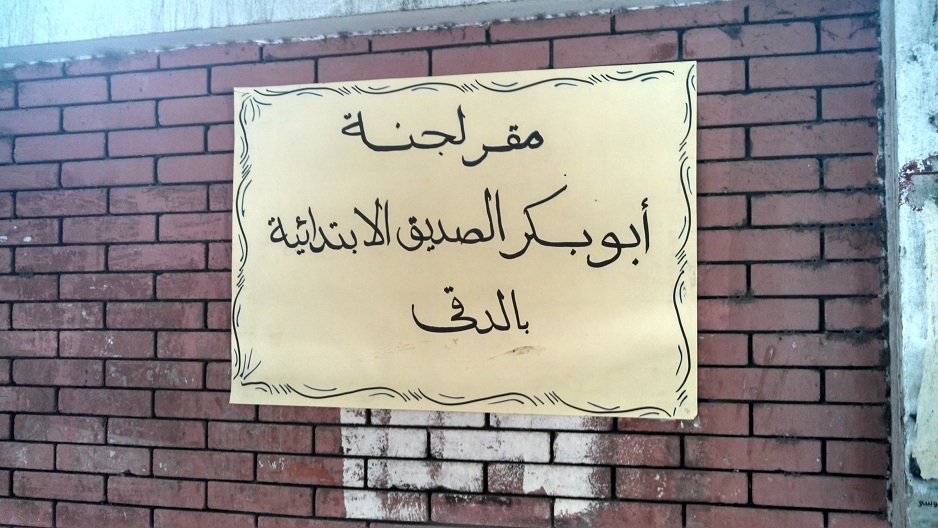 مقر لجنة
أبو بكر الصديق الابتدائية
بالدقى